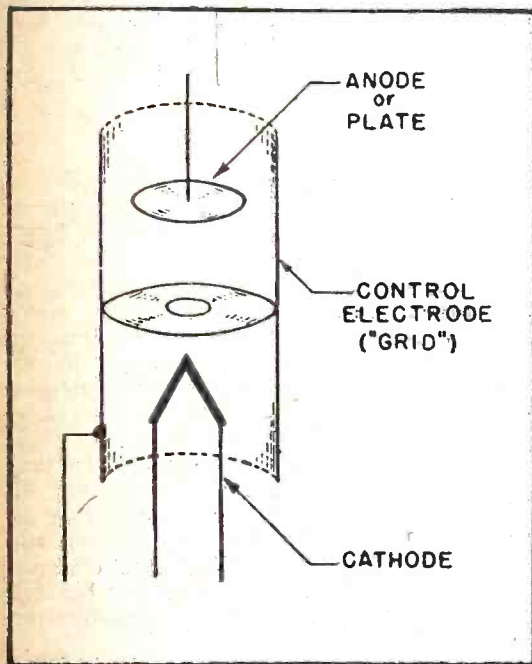 ANODE
or
PLATE
CONTROL
ELECTRODE
("GRID")
CATHODE